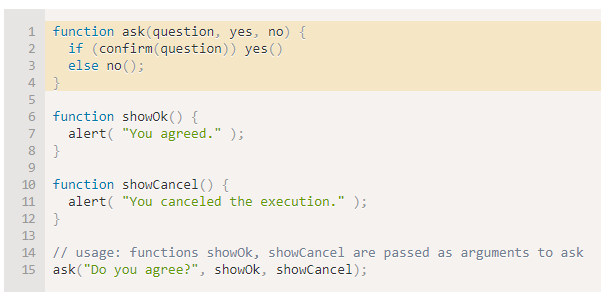 1 function ask(question, yes, no) {
2   if (confirm(question)) yes()
3   else no();
4 }
5
6 function showOk() {
7   alert( "You agreed." );
8 }
9
10 function showCancel() {
11   alert( "You canceled the execution." );
12 }
13
14 // usage: functions showOk, showCancel are passed as arguments to ask
15 ask("Do you agree?", showOk, showCancel);